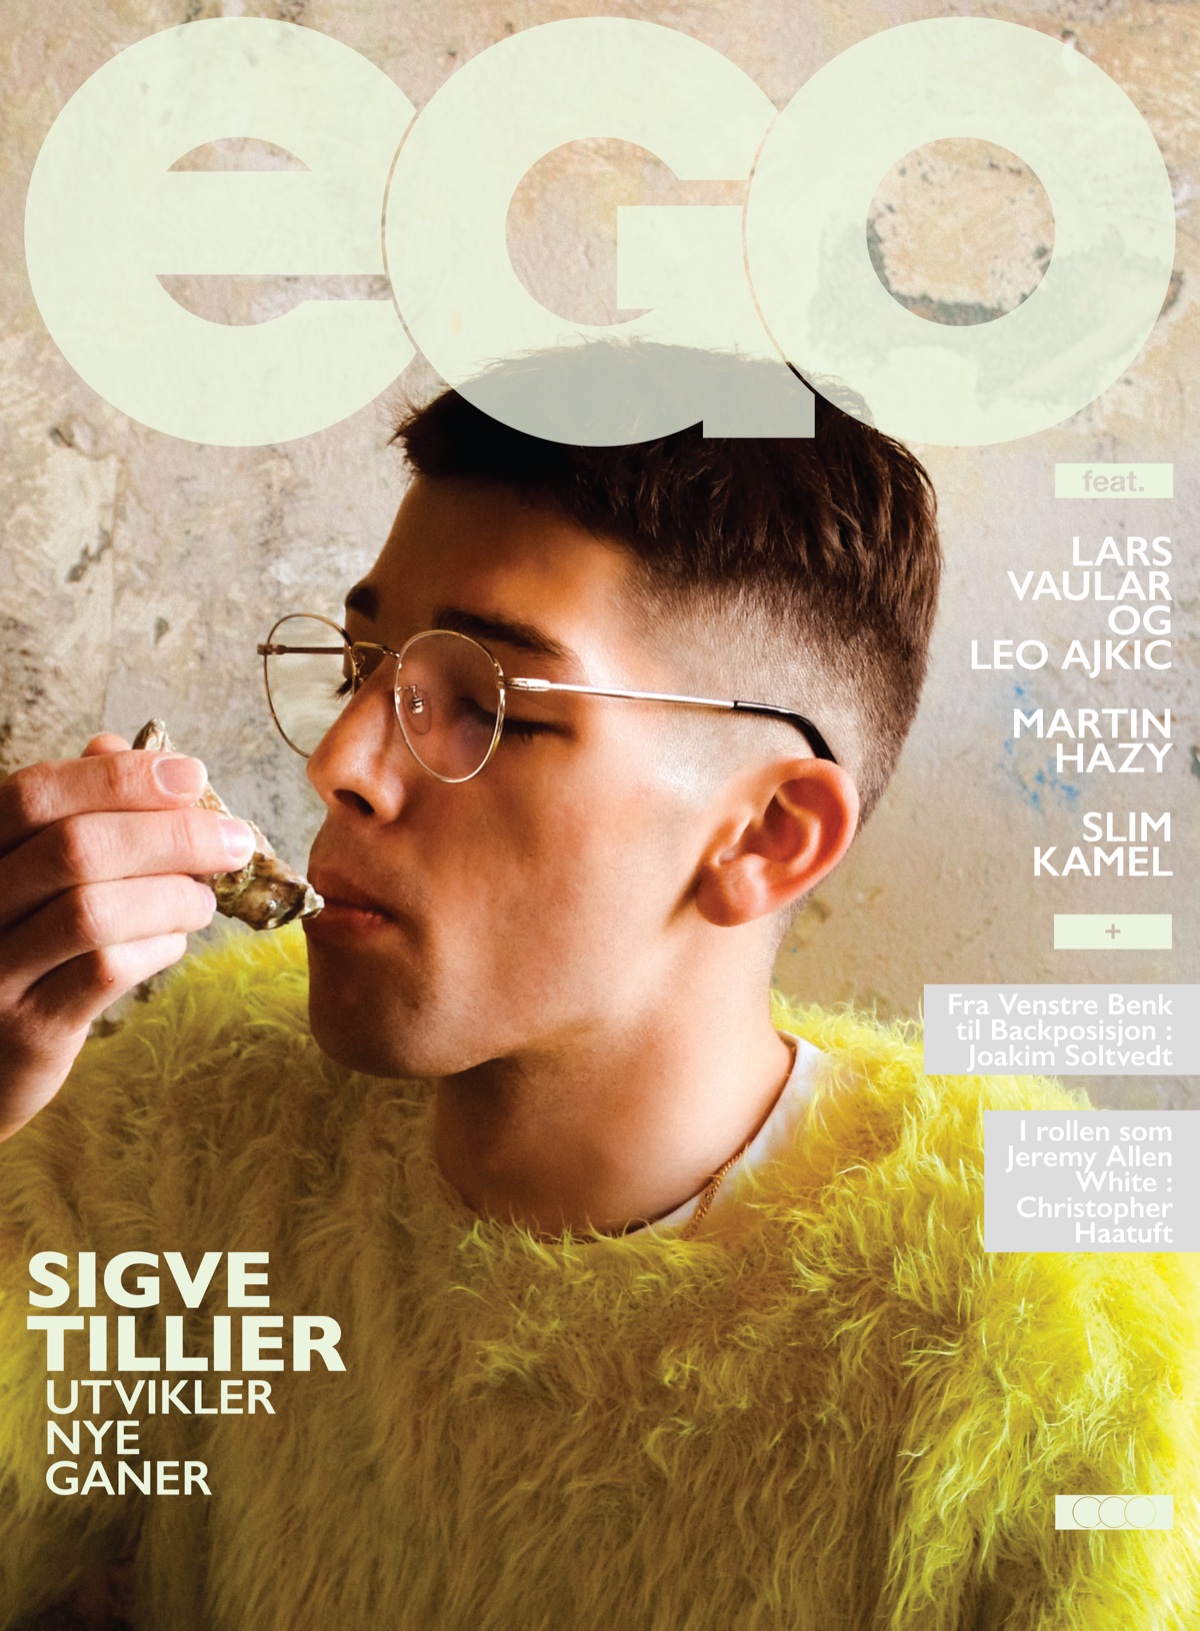 eGO
feat.
LARS
VAULAR
OG
LEO AJKIC
MARTIN
HAZY
SLIM
KAMEL
+
Fra Venstre Benk
til Backposisjon :
Joakim Soltvedt
I rollen som
Jeremy Allen
White :
Christopher
Haatuft
SIGVE
TILLIER
UTVIKLER
NYE
GANER